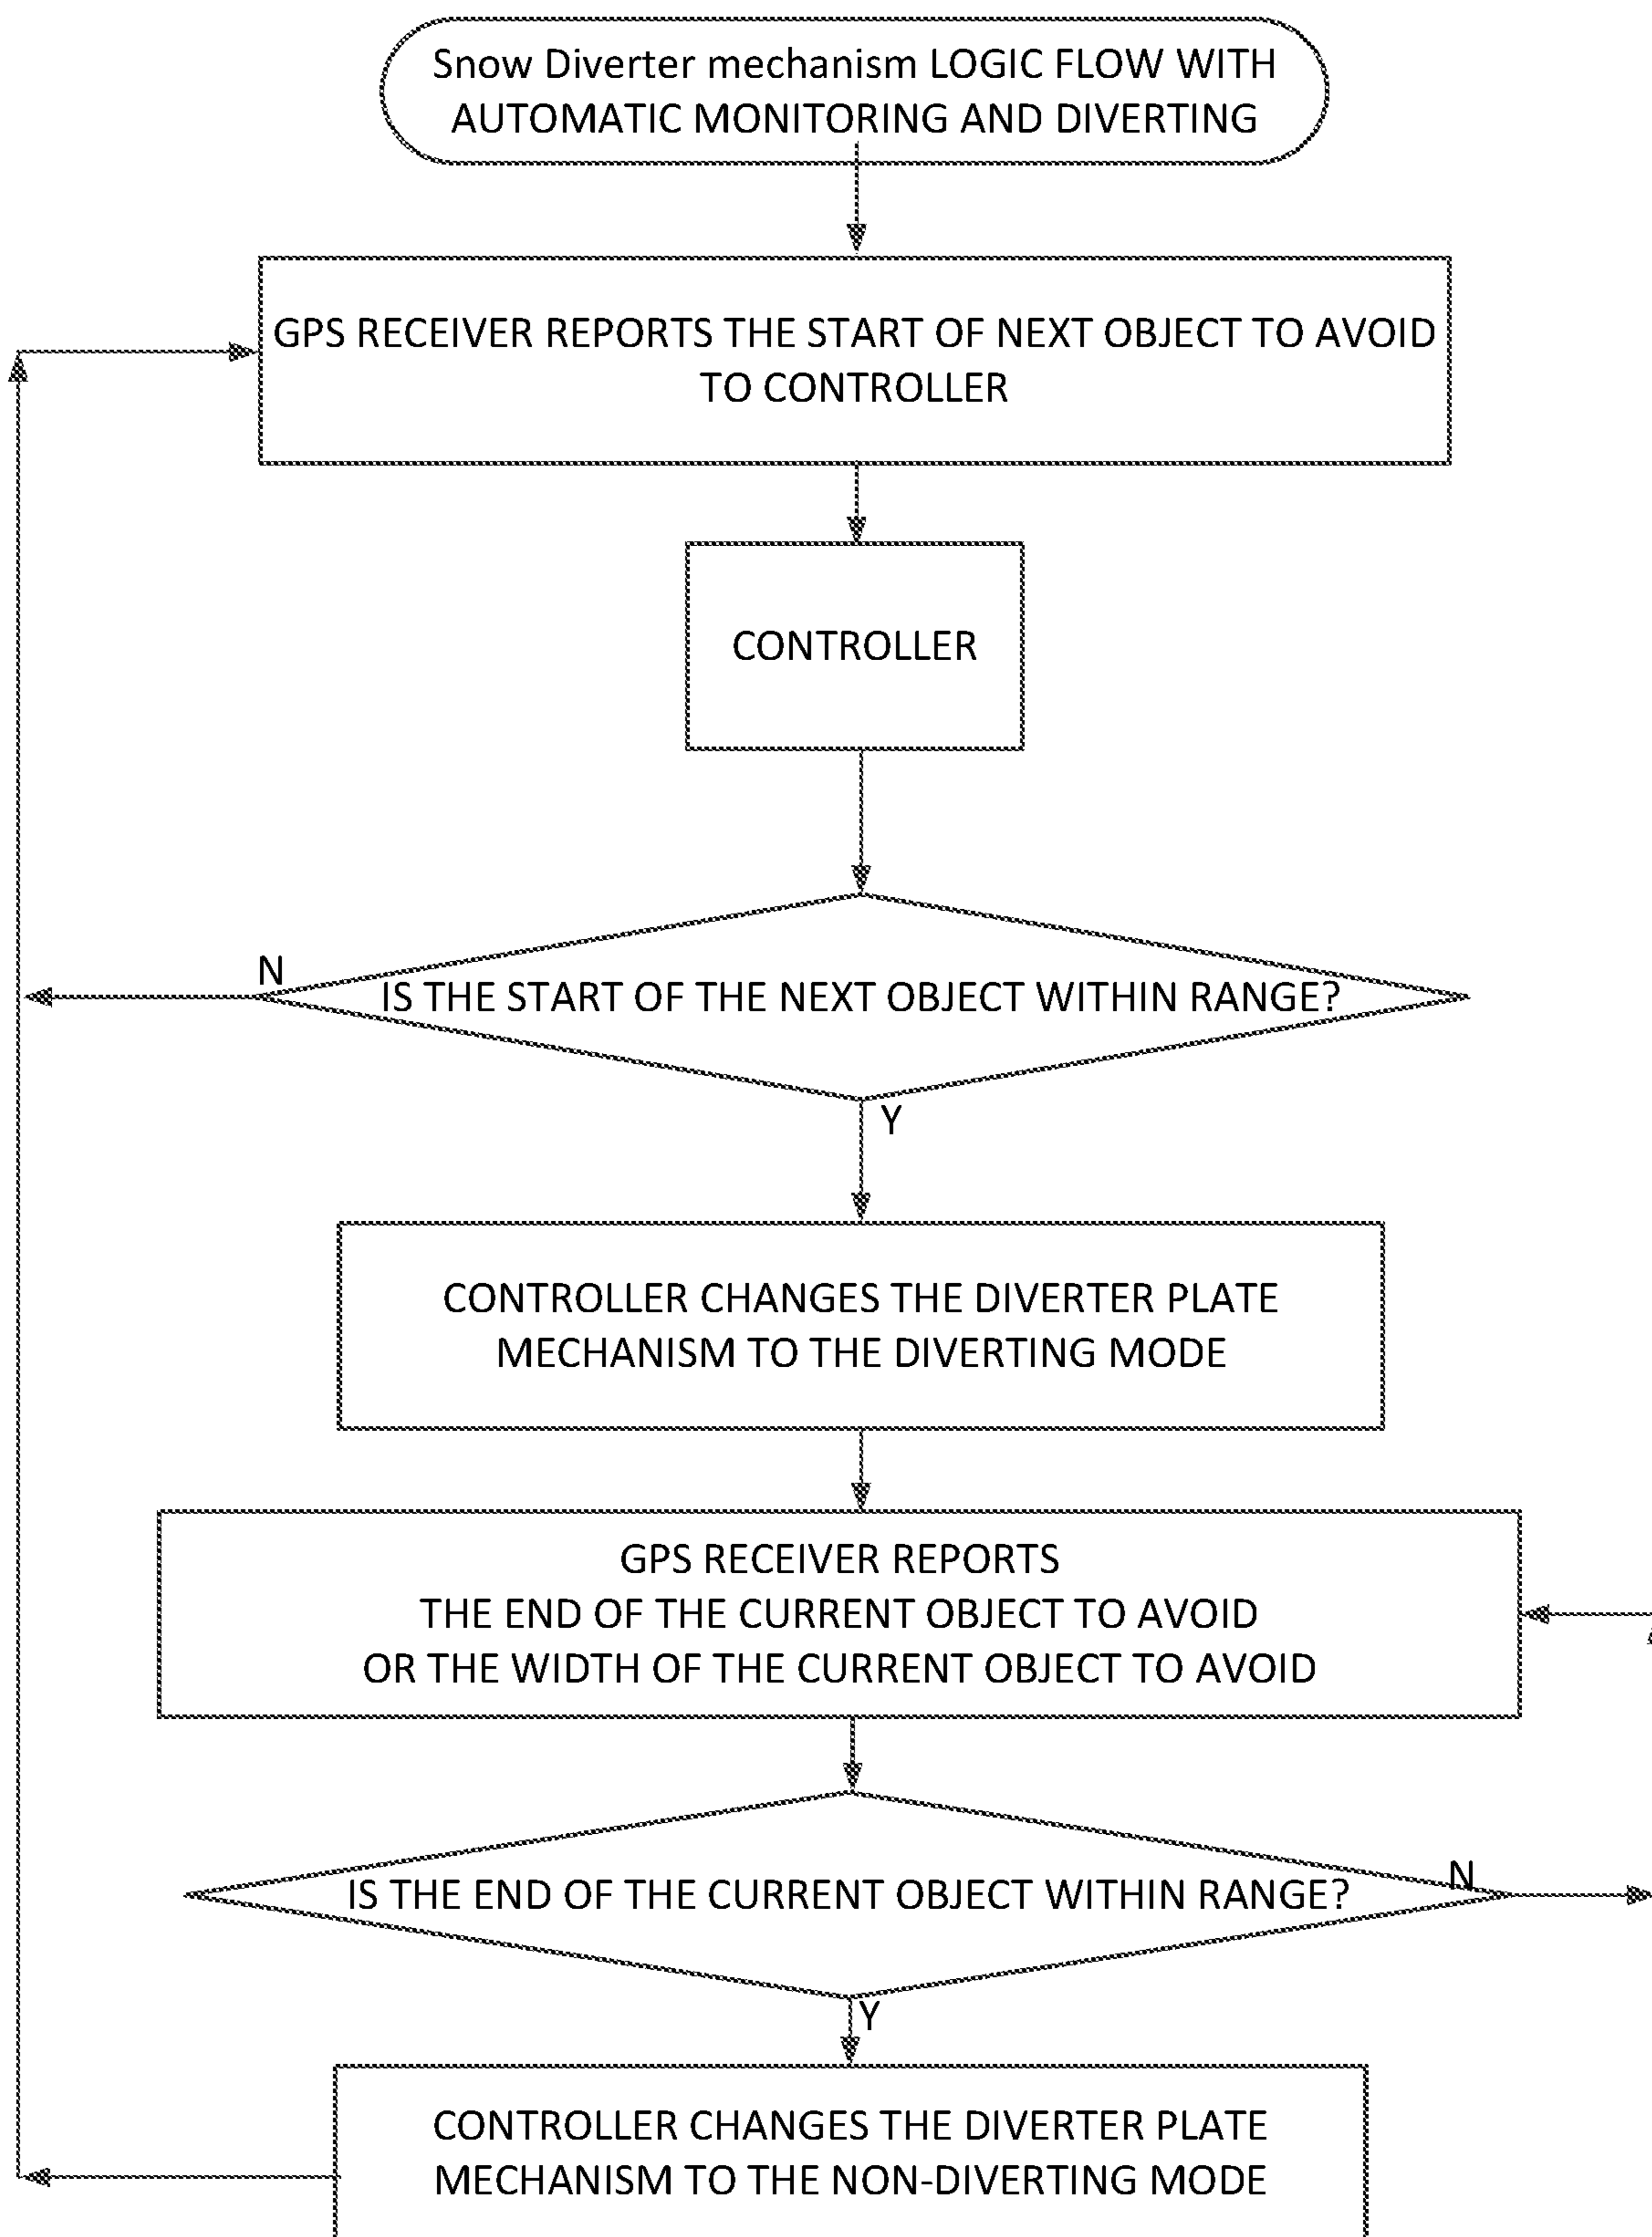 Snow Diverter mechanism LOGIC FLOW WITH
AUTOMATIC MONITORING AND DIVERTING
GPS RECEIVER REPORTS THE START OF NEXT OBJECT TO AVOID
TO CONTROLLER
CONTROLLER
N
IS THE START OF THE NEXT OBJECT WITHIN RANGE?
Y
CONTROLLER CHANGES THE DIVERTER PLATE
MECHANISM TO THE DIVERTING MODE
GPS RECEIVER REPORTS
THE END OF THE CURRENT OBJECT TO AVOID
OR THE WIDTH OF THE CURRENT OBJECT TO AVOID
N
IS THE END OF THE CURRENT OBJECT WITHIN RANGE?
Y
CONTROLLER CHANGES THE DIVERTER PLATE
MECHANISM TO THE NON-DIVERTING MODE